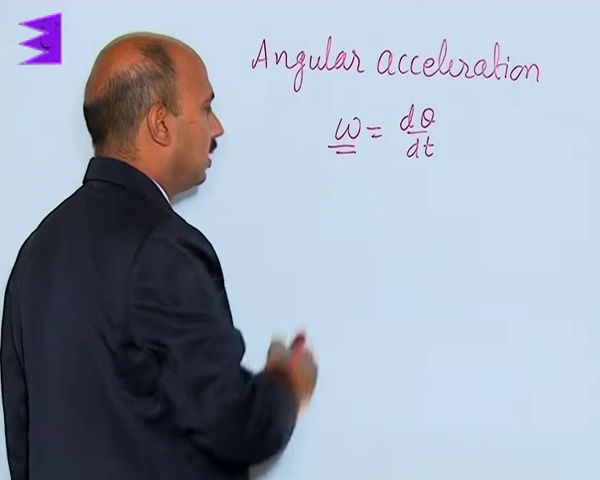 Angular acceleration
ω = dθ/dt